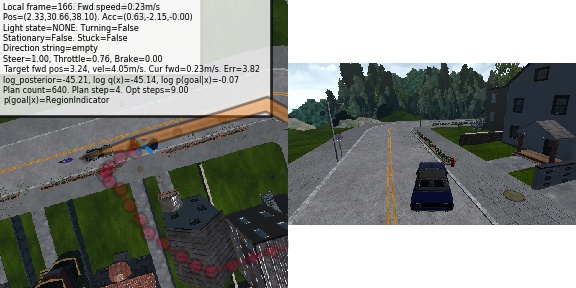 Local frame=166. Fwd speed=0.23m/s
Pos=(2.33,30.66,38.10). Acc=(0.63,-2.15,-0.00)
Light state=NONE. Turning=False
Stationary=False. Stuck=False
Direction string=empty
Steer=1.00, Throttle=0.76, Brake=0.00
Target fwd pos=3.24, vel=4.05m/s. Cur fwd=0.23m/s. Err=3.82
log_posterior=-45.21, log q(x)=-45.14, log p(goal|x)=-0.07
Plan count=640. Plan step=4. Opt steps=9.00
p(goal|x)=RegionIndicator